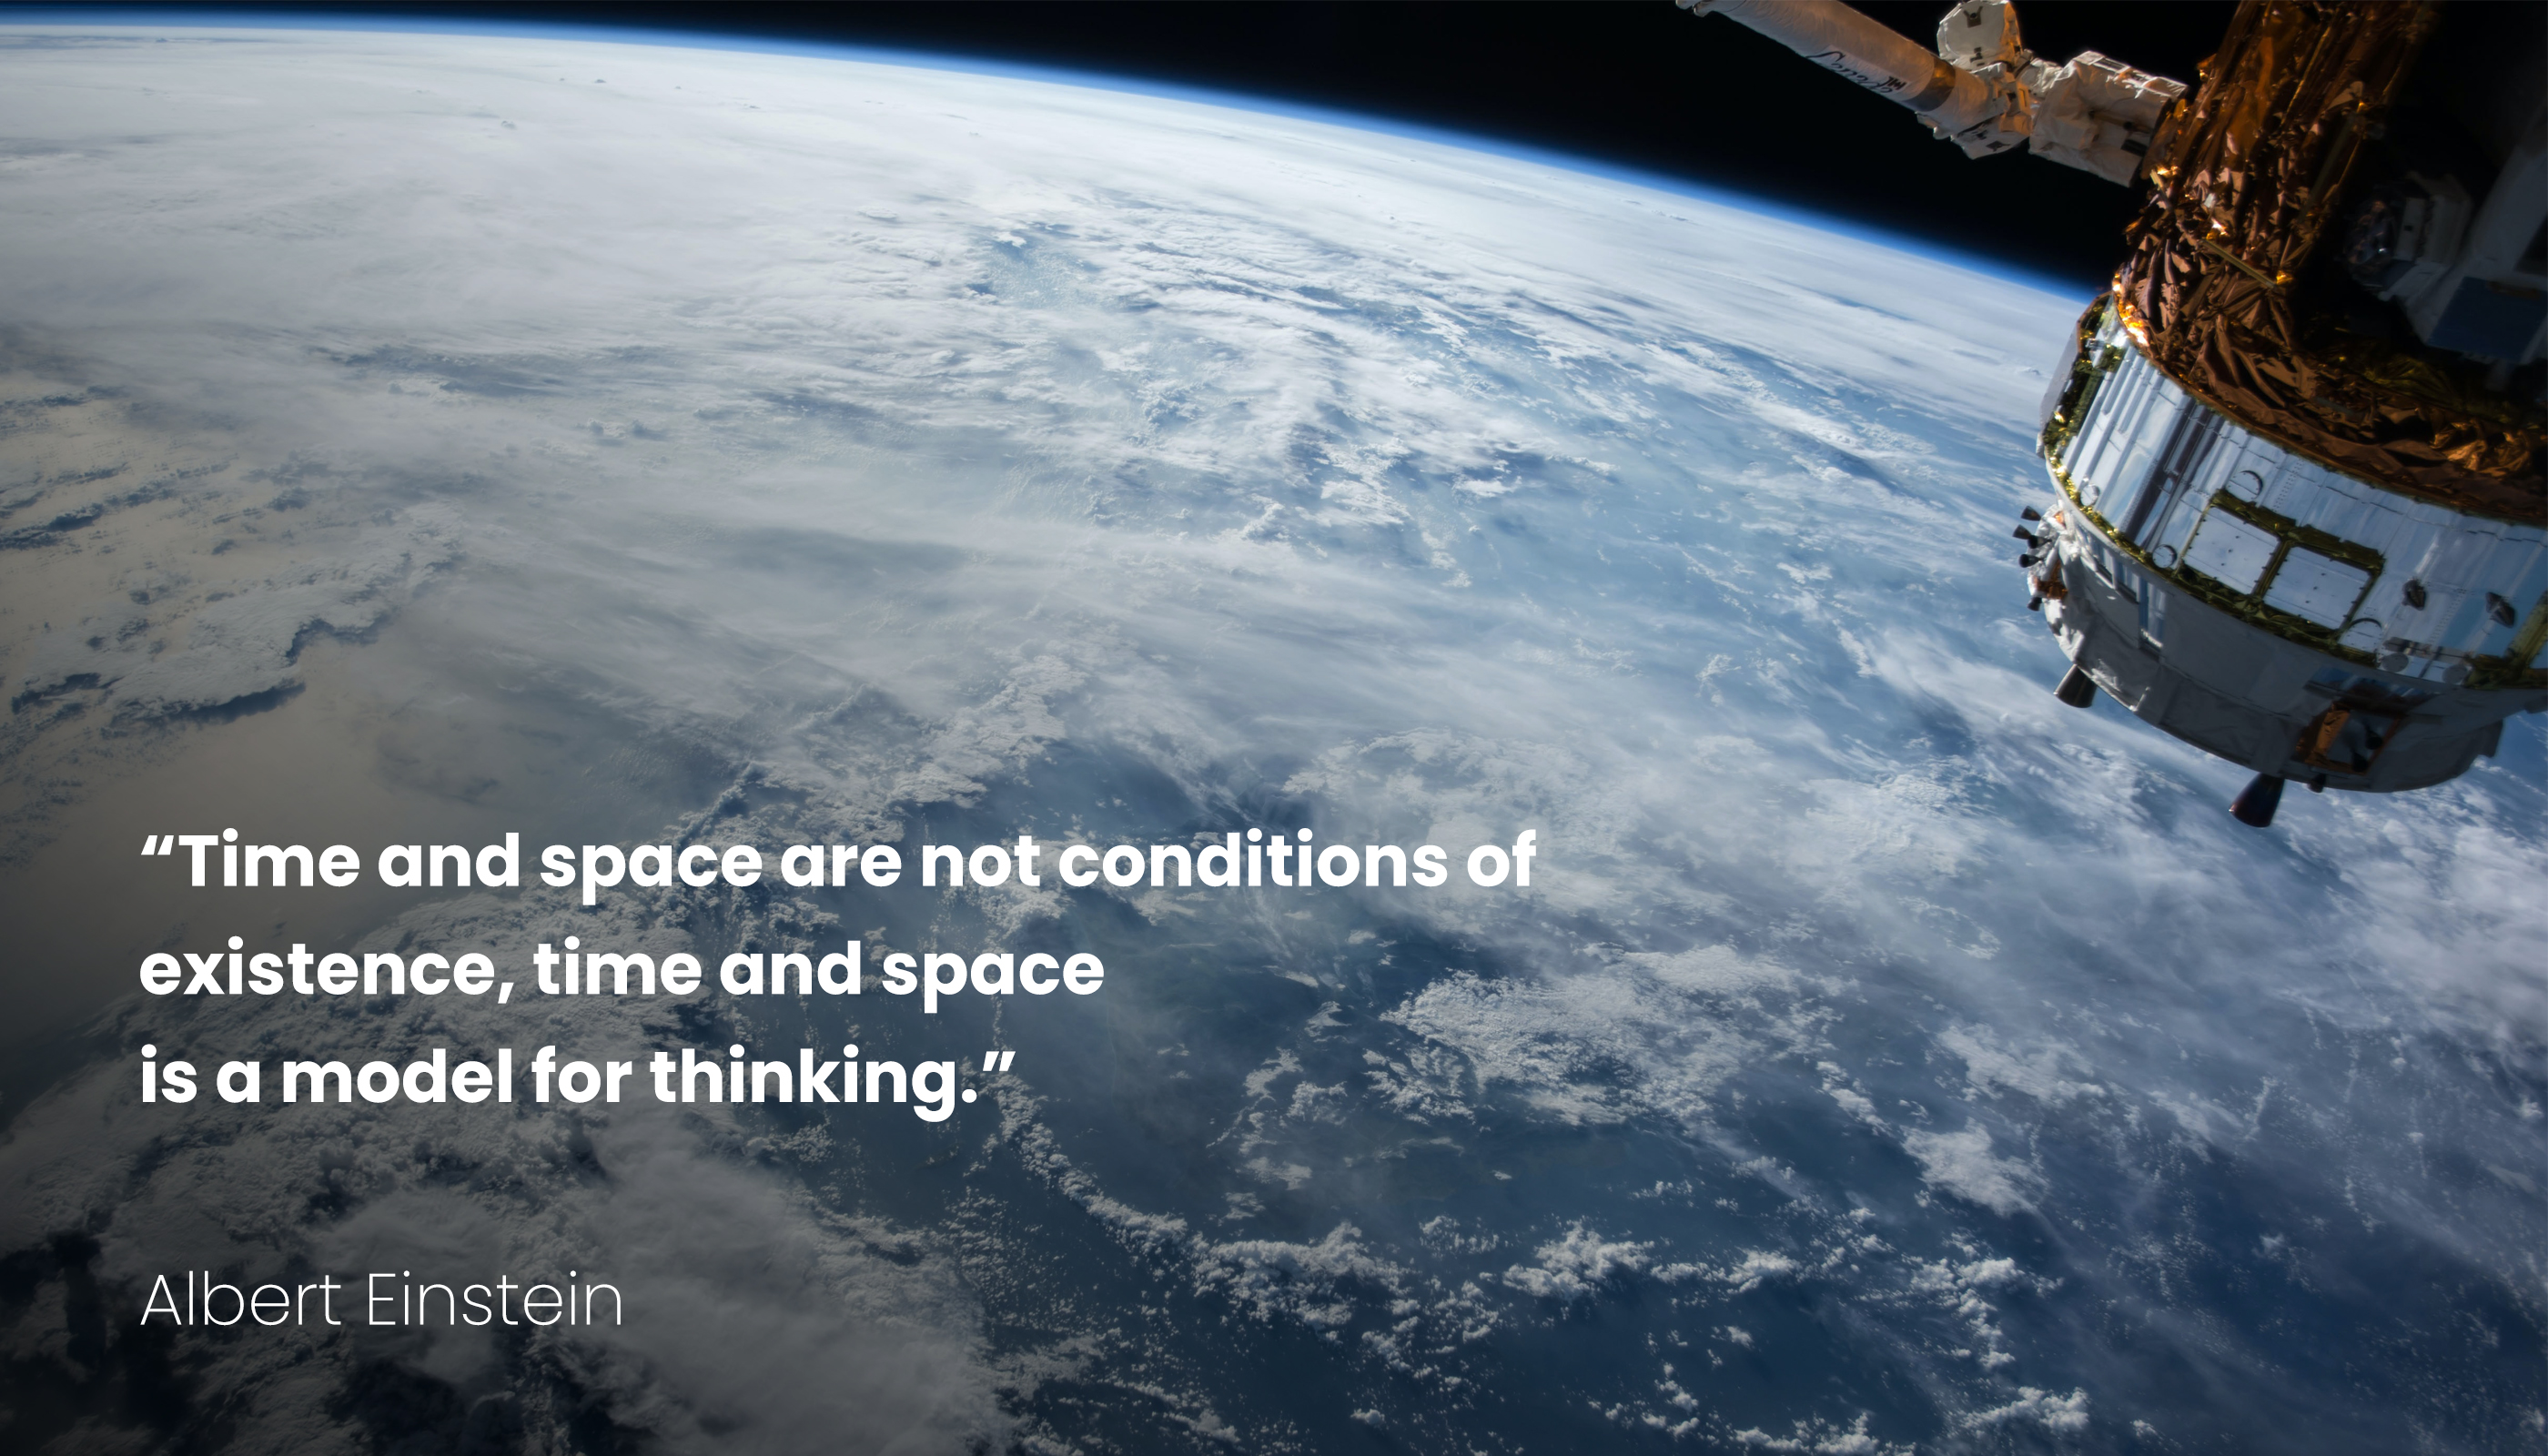 “Time and space are not conditions of
existence, time and space
is a model for thinking.”
Albert Einstein